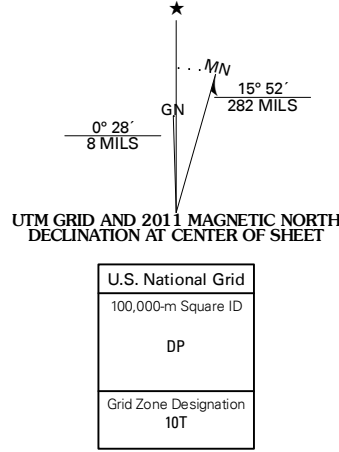 MN
GN
15° 52´
282 MILS
0° 28´
8 MILS
UTM GRID AND 2011 MAGNETIC NORTH
DECLINATION AT CENTER OF SHEET
U.S. National Grid
100,000-m Square ID
DP
Grid Zone Designation
10T